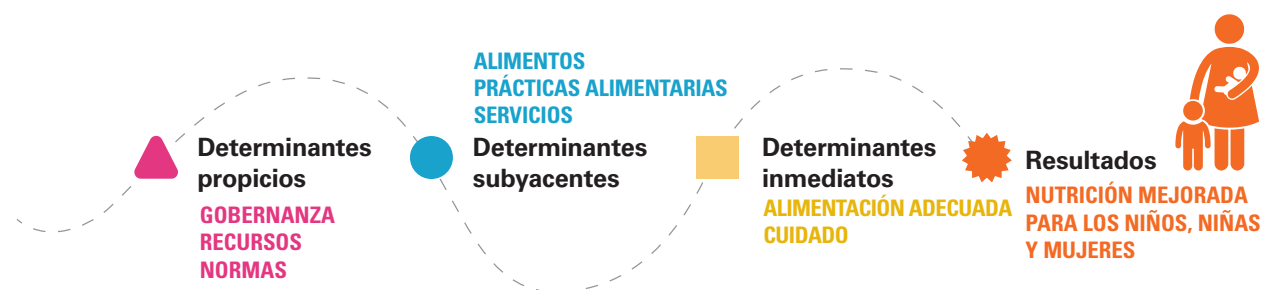 Determinantes
propicios
GOBERNANZA
RECURSOS
NORMAS
ALIMENTOS
PRÁCTICAS ALIMENTARIAS
SERVICIOS
Determinantes
subyacentes
Determinantes
inmediatos
ALIMENTACIÓN ADECUADA
CUIDADO
Resultados
NUTRICIÓN MEJORADA
PARA LOS NIÑOS, NIÑAS
Y MUJERES